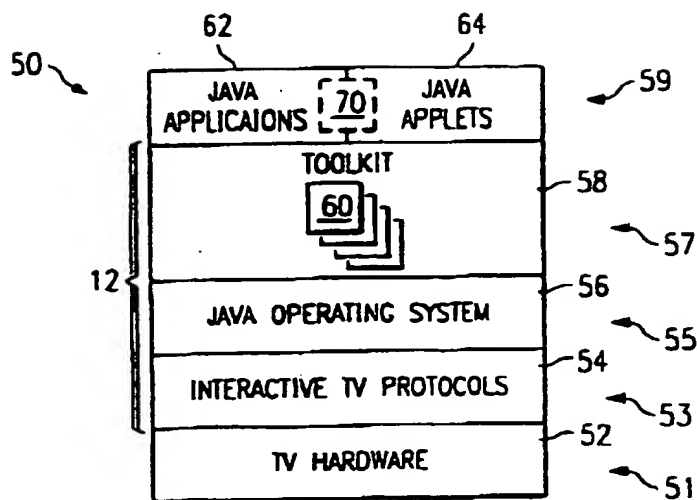 62
64
50
JAVA APPLICAIONS
70
JAVA APPLETS
59
TOOLKIT
60
58
57
12
56
JAVA OPERATING SYSTEM
55
54
INTERACTIVE TV PROTOCOLS
53
52
TV HARDWARE
51